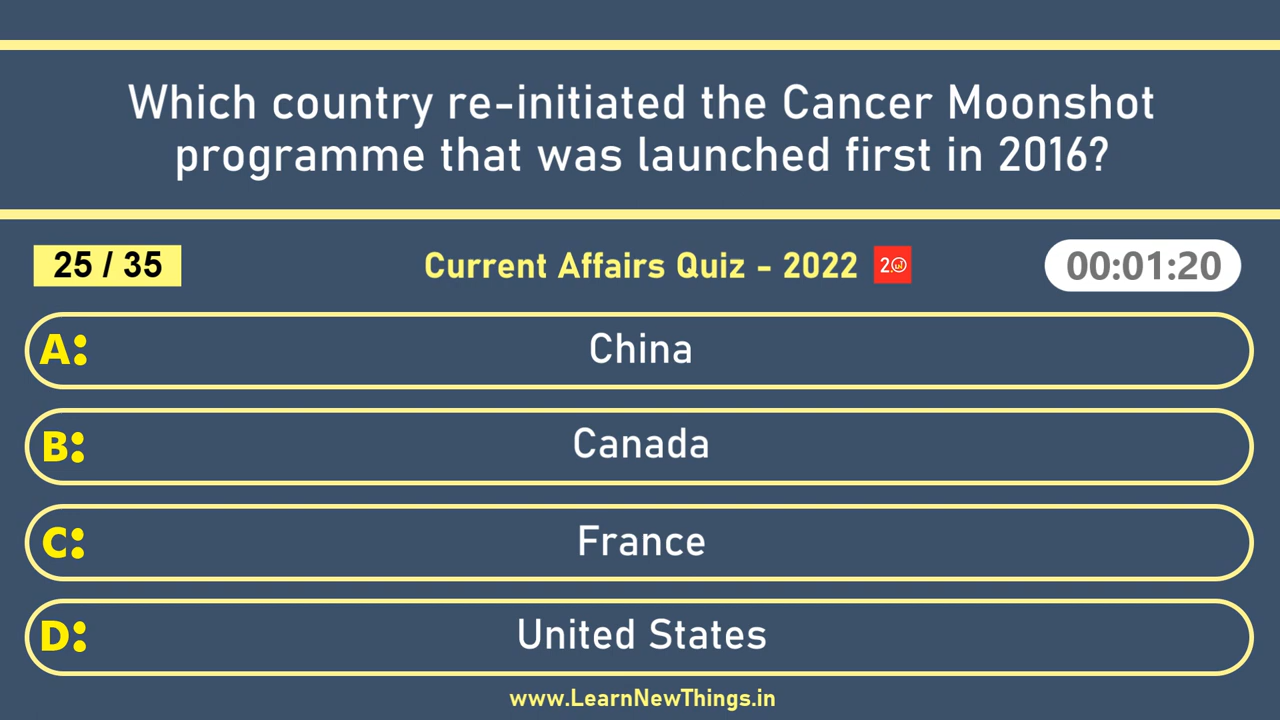 Which country re-initiated the Cancer Moonshot
programme that was launched first in 2016?
25 / 35
Current Affairs Quiz - 2022
00:01:20
A: China
B: Canada
C: France
D: United States
www.LearnNewThings.in